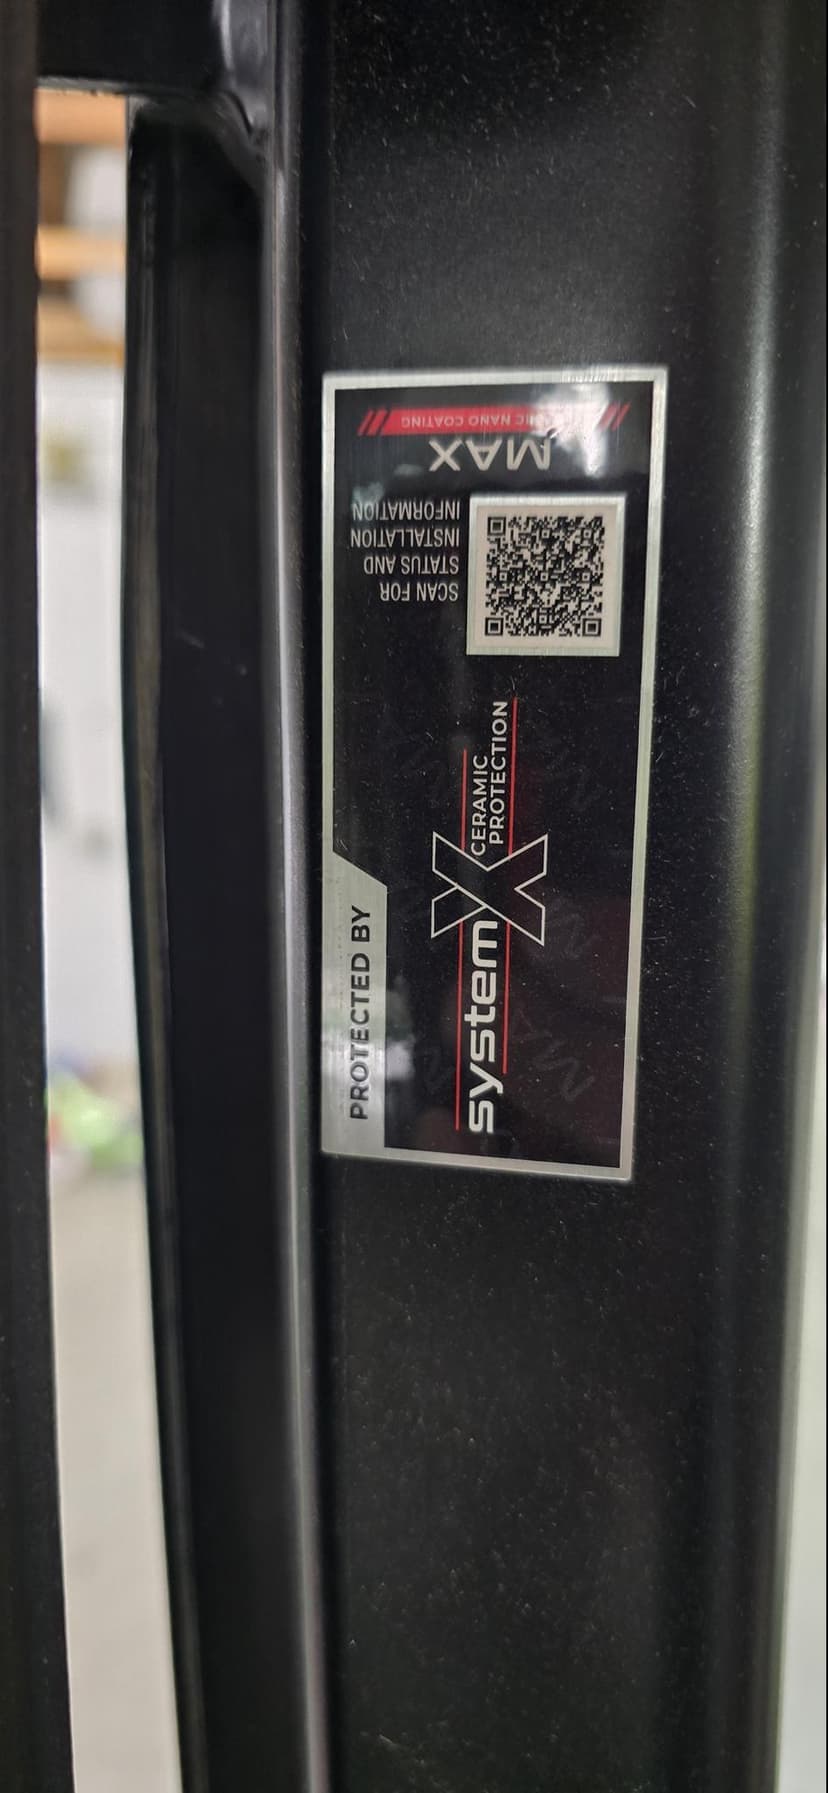 PROTECTED BY
system X CERAMIC
PROTECTION
SCAN FOR
STATUS AND
INSTALLATION
INFORMATION
MAX
NANO COATING